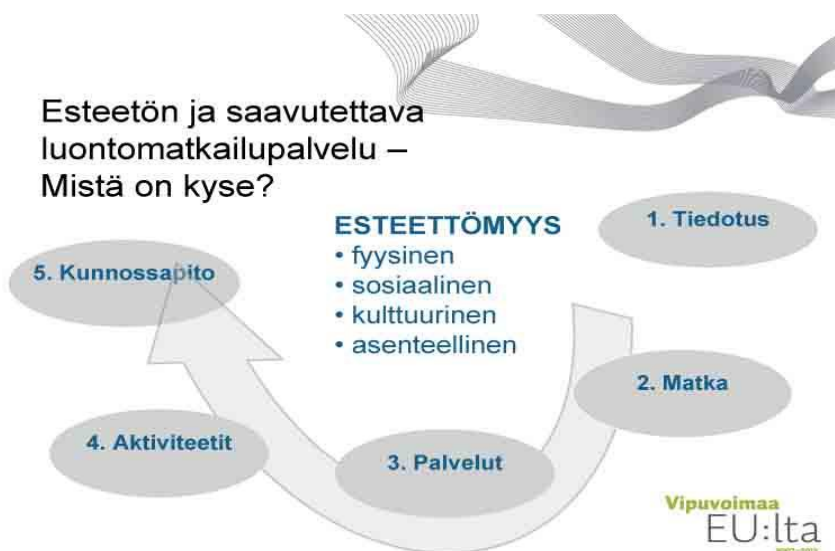 Esteetön ja saavutettava
luontomatkailupalvelu –
Mistä on kyse?
ESTEETTÖMYYS
• fyysinen
• sosiaalinen
• kulttuurinen
• asenteellinen
1. Tiedotus
2. Matka
3. Palvelut
4. Aktiviteetit
5. Kunnossapito
Vipuvoimaa
EU:lta